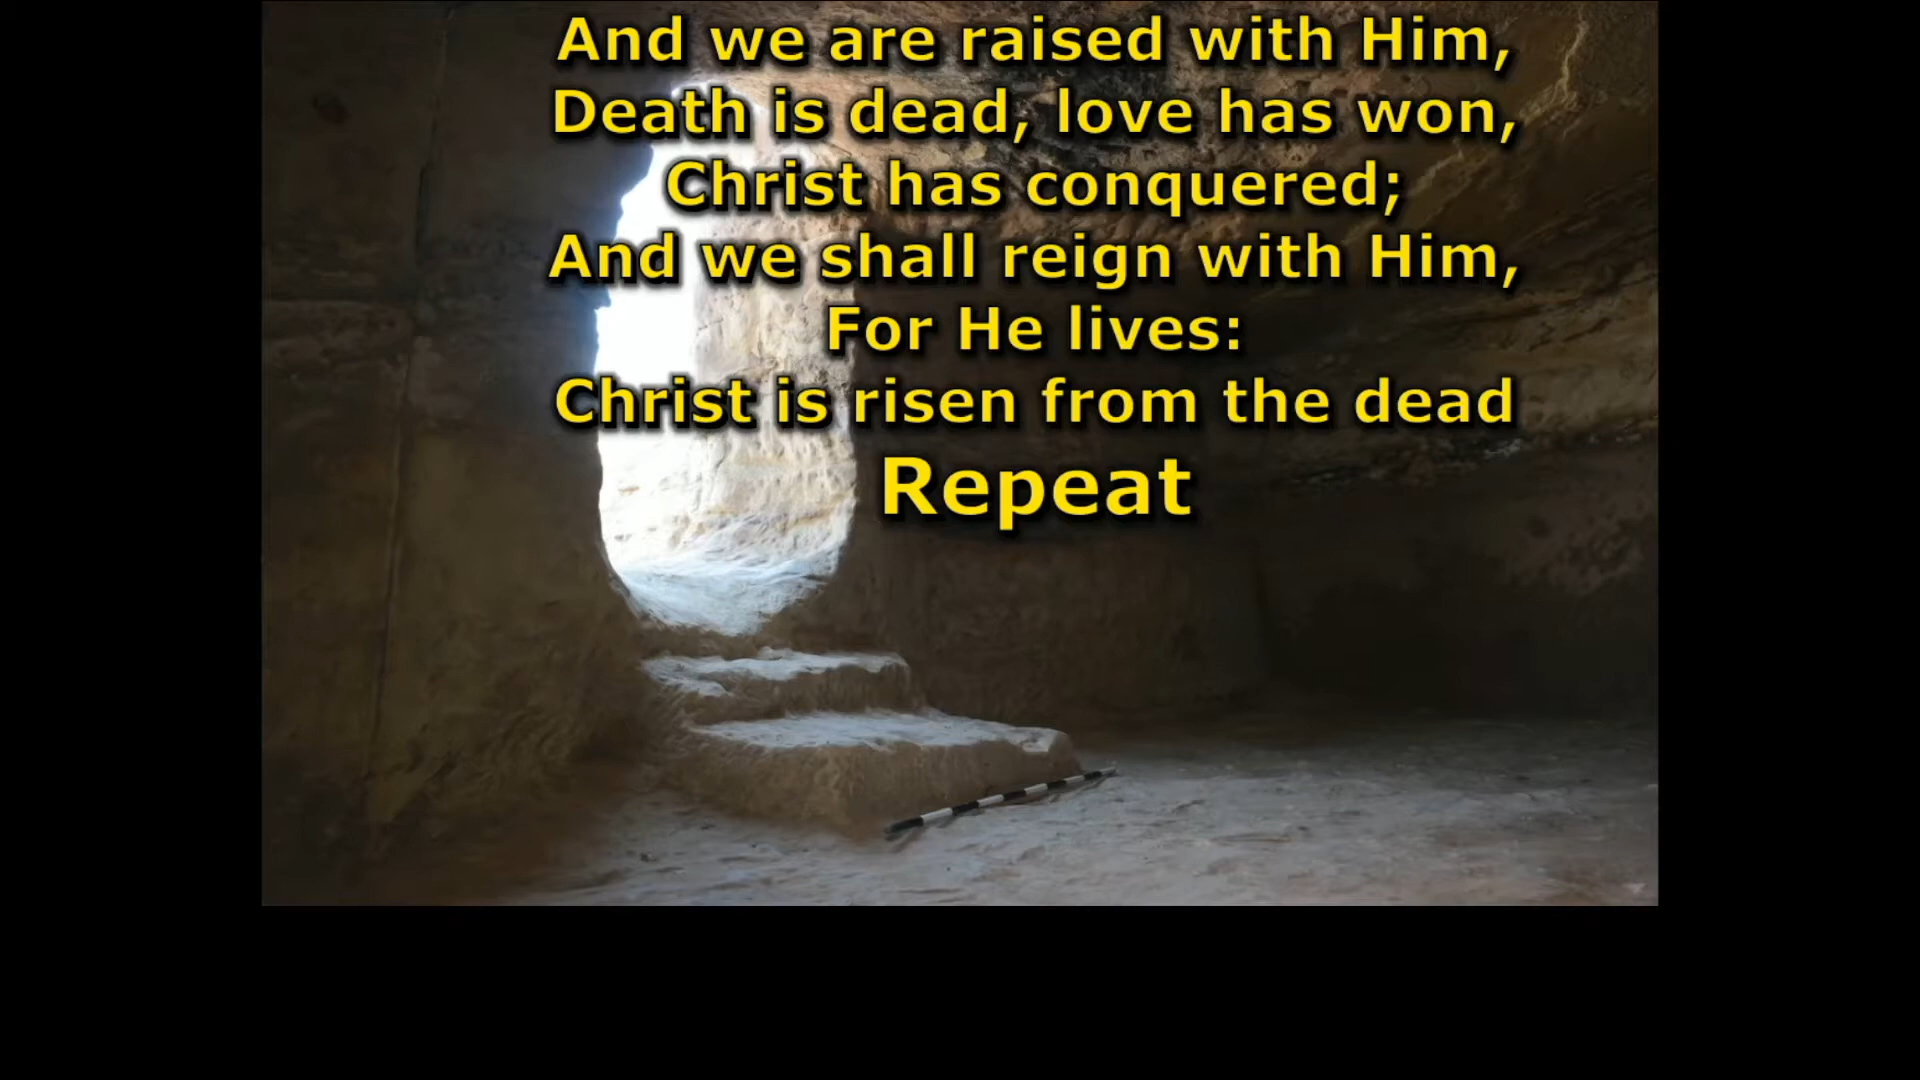 And we are raised with Him,
Death is dead, love has won,
Christ has conquered;
And we shall reign with Him,
For He lives:
Christ is risen from the dead
Repeat